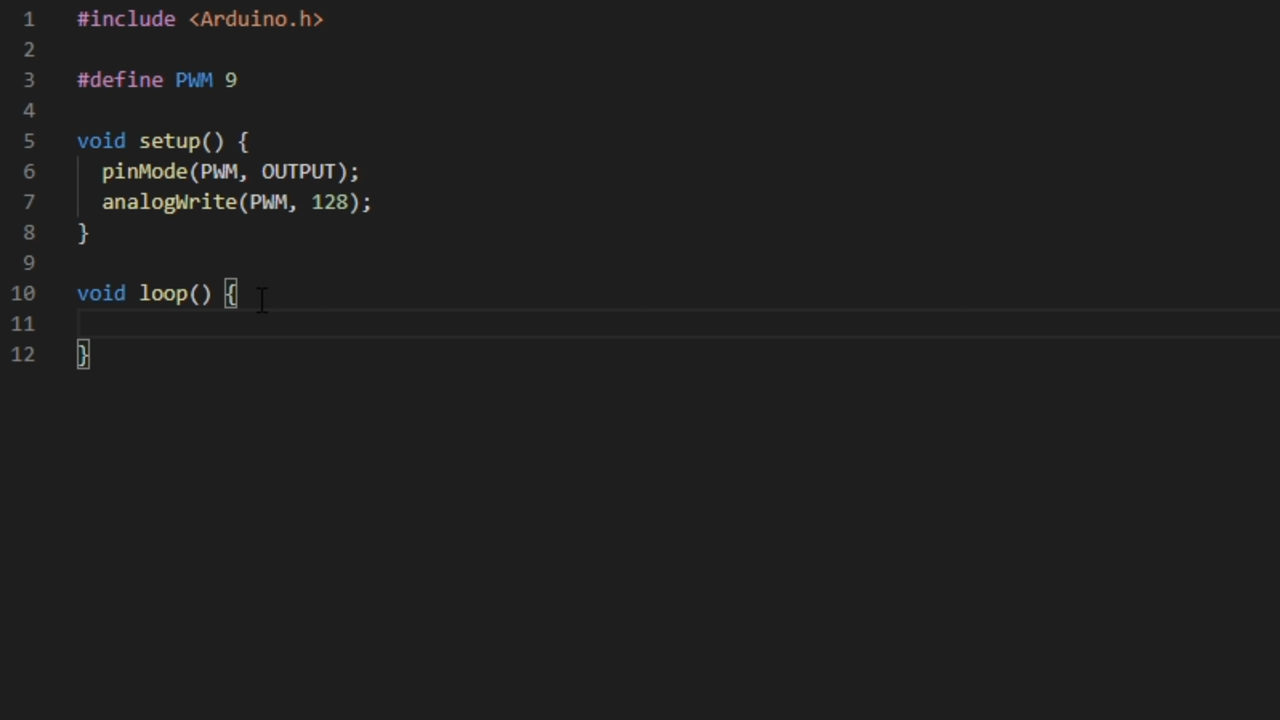 1 #include <Arduino.h>
2
3 #define PWM 9
4
5 void setup() {
6   pinMode(PWM, OUTPUT);
7   analogWrite(PWM, 128);
8 }
9
10 void loop() {
11
12 }